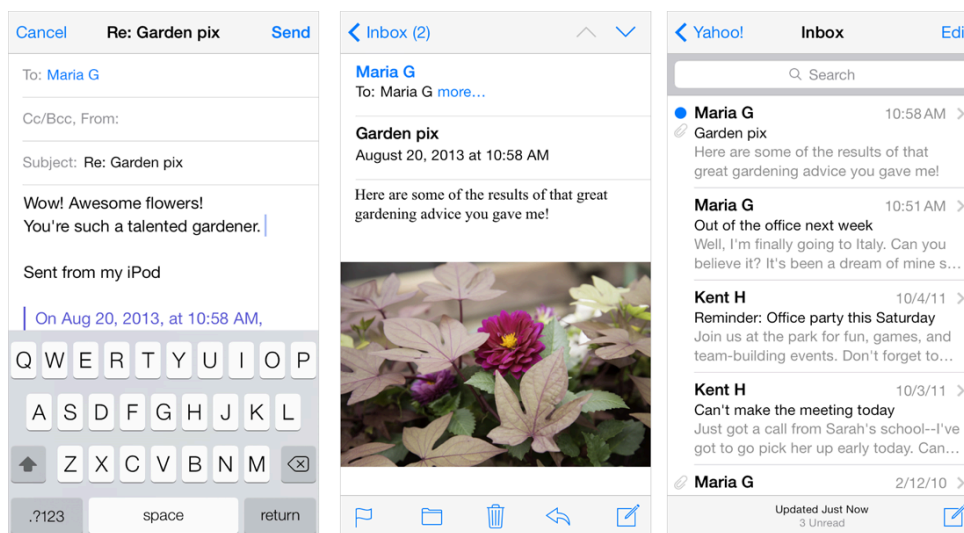 Cancel Re: Garden pix Send
To: Maria G
Cc/Bcc, From:
Subject: Re: Garden pix
Wow! Awesome flowers!
You're such a talented gardener.
Sent from my iPod
On Aug 20, 2013, at 10:58 AM,
Q W E R T Y U I O P
A S D F G H J K L
Z X C V B N M
.?123 space return
Inbox (2)
Maria G
To: Maria G more...
Garden pix
August 20, 2013 at 10:58 AM
Here are some of the results of that great
gardening advice you gave me!
Yahoo! Inbox Edi
Search
Maria G 10:58 AM
Garden pix
Here are some of the results of that
great gardening advice you gave me!
Maria G 10:51 AM
Out of the office next week
Well, I'm finally going to Italy. Can you
believe it? It's been a dream of mine s...
Kent H 10/4/11
Reminder: Office party this Saturday
Join us at the park for fun, games, and
team-building events. Don't forget to...
Kent H 10/3/11
Can't make the meeting today
Just got a call from Sarah's school--I've
got to go pick her up early today. Can...
Maria G 2/12/10
Updated Just Now
3 Unread